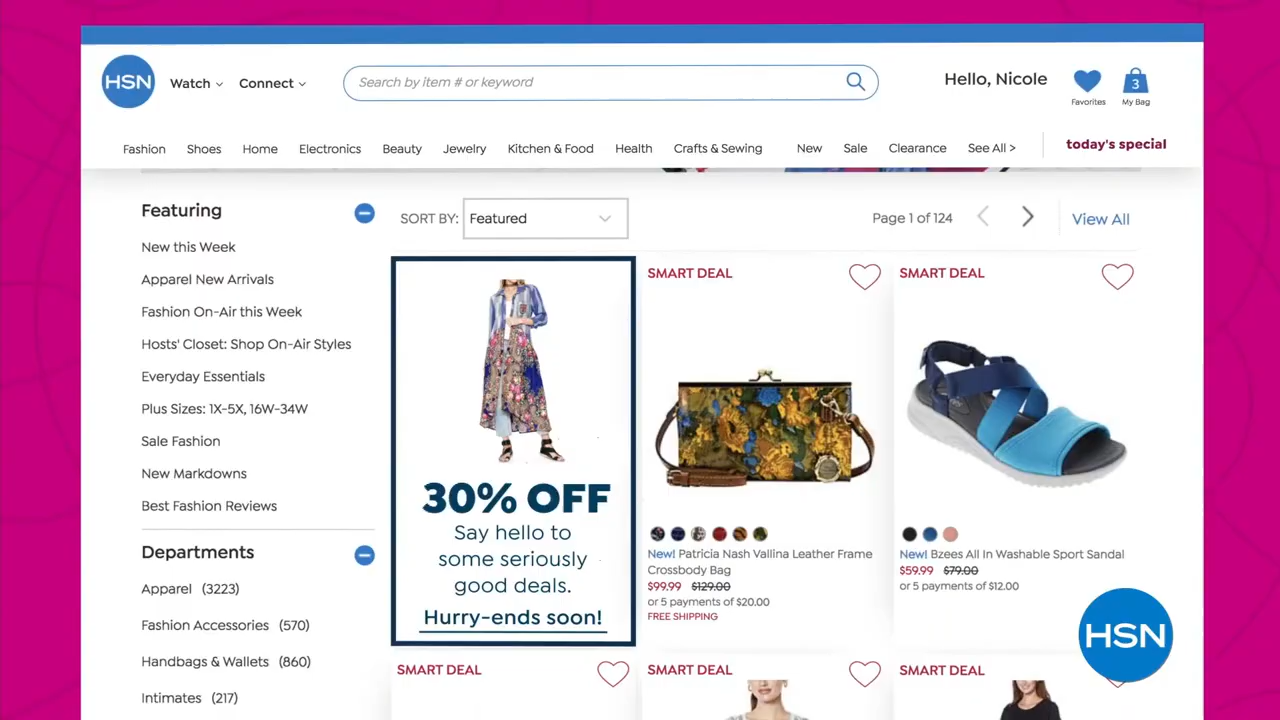 HSN
Watch
Connect
Search by item # or keyword
Hello, Nicole
Favorites
3
My Bag
Fashion
Shoes
Home
Electronics
Beauty
Jewelry
Kitchen & Food
Health
Crafts & Sewing
New
Sale
Clearance
See All >
today's special
Featuring
New this Week
Apparel New Arrivals
Fashion On-Air this Week
Hosts' Closet: Shop On-Air Styles
Everyday Essentials
Plus Sizes: 1X-5X, 16W-34W
Sale Fashion
New Markdowns
Best Fashion Reviews
Departments
Apparel (3223)
Fashion Accessories (570)
Handbags & Wallets (860)
Intimates (217)
SORT BY: Featured
Page 1 of 124
View All
30% OFF
Say hello to
some seriously
good deals.
Hurry-ends soon!
SMART DEAL
New! Patricia Nash Vallina Leather Frame
Crossbody Bag
$99.99 $129.00
or 5 payments of $20.00
FREE SHIPPING
SMART DEAL
New! Bzees All In Washable Sport Sandal
$59.99 $79.00
or 5 payments of $12.00
SMART DEAL
SMART DEAL
SMART DEAL
HSN